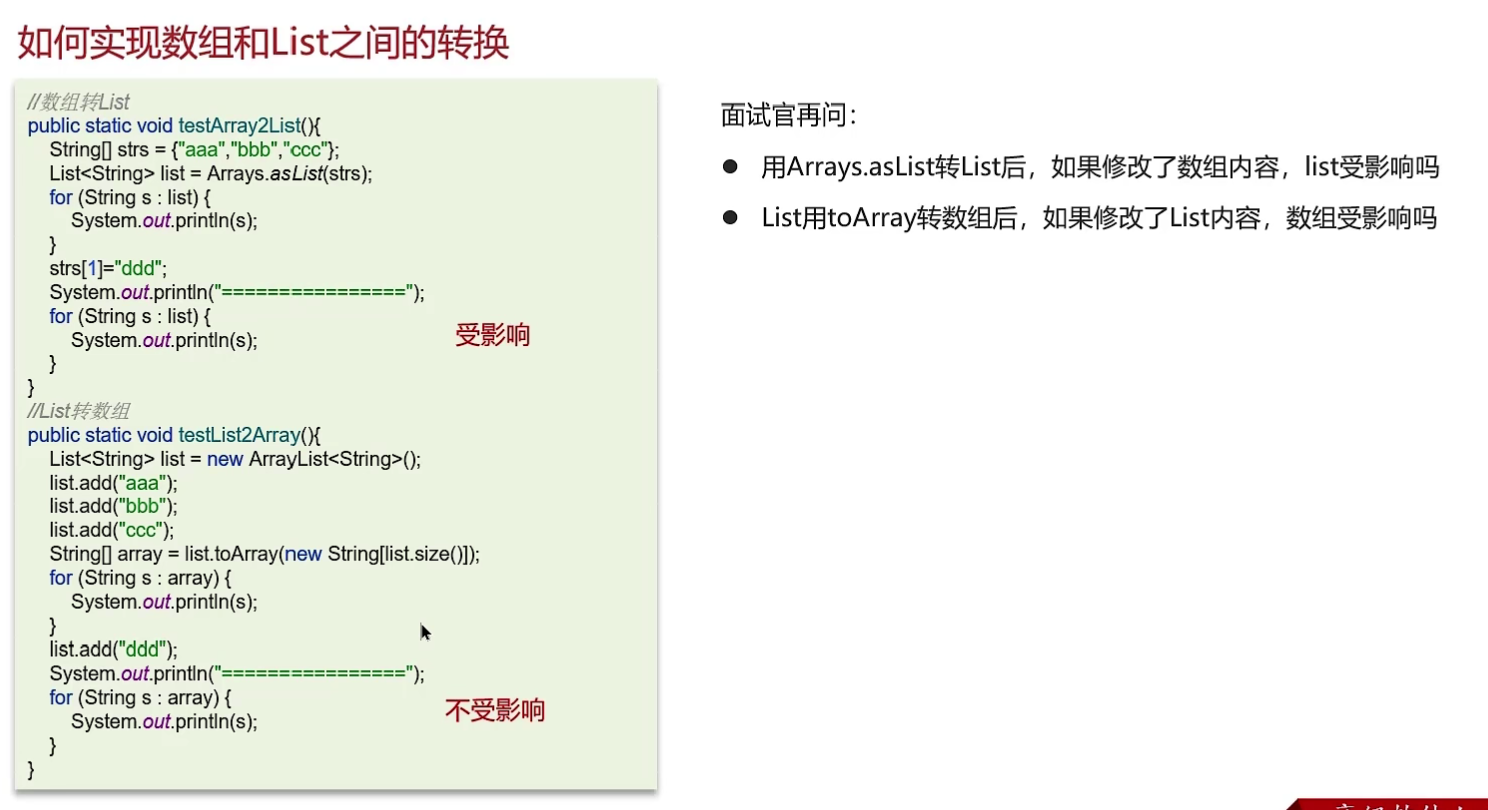 如何实现数组和List之间的转换
//数组转List
public static void testArray2List(){
String[] strs = {"aaa","bbb","ccc"};
List<String> list = Arrays.asList(strs);
for (String s : list) {
System.out.println(s);
}
strs[1]="ddd";
System.out.println("================");
for (String s : list) {
System.out.println(s);
}
}
受影响
//List转数组
public static void testList2Array(){
List<String> list = new ArrayList<String>();
list.add("aaa");
list.add("bbb");
list.add("ccc");
String[] array = list.toArray(new String[list.size()]);
for (String s : array) {
System.out.println(s);
}
list.add("ddd");
System.out.println("================");
for (String s : array) {
System.out.println(s);
}
}
不受影响
面试官再问：
● 用Arrays.asList转List后，如果修改了数组内容，list受影响吗
● List用toArray转数组后，如果修改了List内容，数组受影响吗